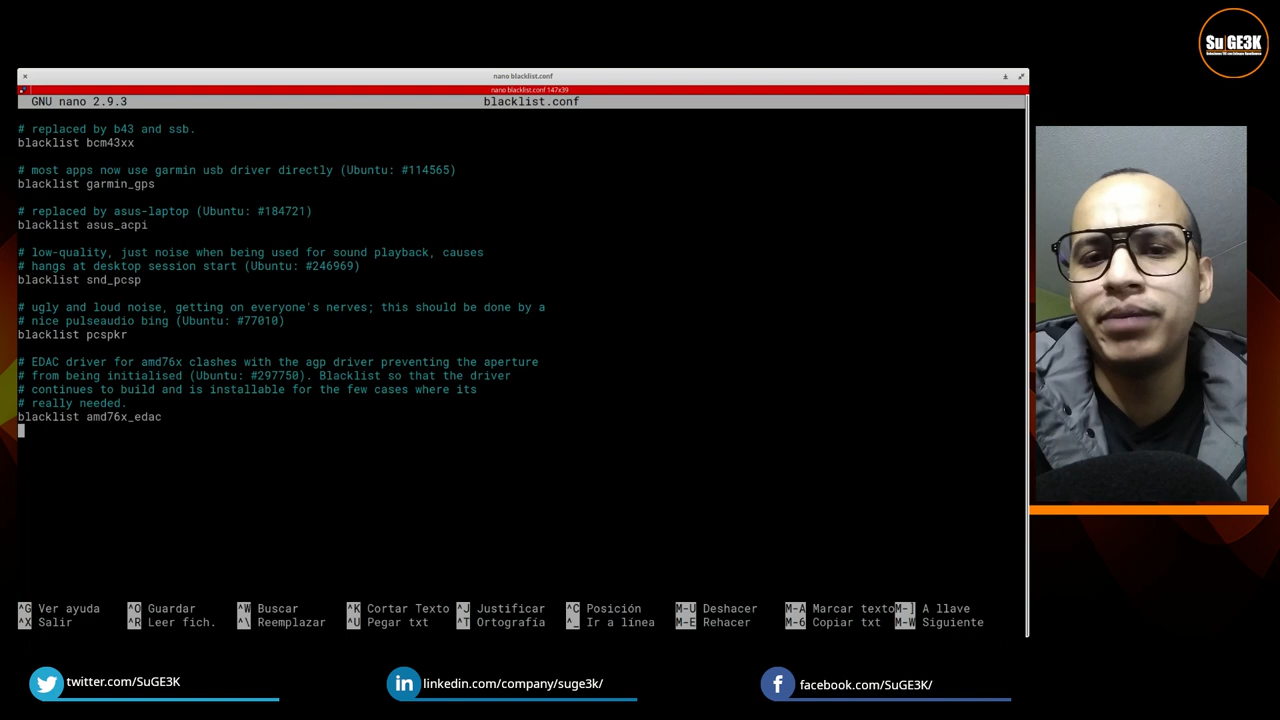 SuGE3K
nano blacklist.conf
nano blacklist.conf 147x39
GNU nano 2.9.3 blacklist.conf
# replaced by b43 and ssb.
blacklist bcm43xx
# most apps now use garmin usb driver directly (Ubuntu: #114565)
blacklist garmin_gps
# replaced by asus-laptop (Ubuntu: #184721)
blacklist asus_acpi
# low-quality, just noise when being used for sound playback, causes
# hangs at desktop session start (Ubuntu: #246969)
blacklist snd_pcsp
# ugly and loud noise, getting on everyone's nerves; this should be done by a
# nice pulseaudio bing (Ubuntu: #77010)
blacklist pcspkr
# EDAC driver for amd76x clashes with the agp driver preventing the aperture
# from being initialised (Ubuntu: #297750). Blacklist so that the driver
# continues to build and is installable for the few cases where its
# really needed.
blacklist amd76x_edac
^G Ver ayuda ^O Guardar ^W Buscar ^K Cortar Texto ^J Justificar ^C Posición M-U Deshacer M-A Marcar texto M-] A llave
^X Salir ^R Leer fich. ^\ Reemplazar ^U Pegar txt ^T Ortografía ^_ Ir a línea M-E Rehacer M-6 Copiar txt M-W Siguiente
twitter.com/SuGE3K
linkedin.com/company/suge3k/
facebook.com/SuGE3K/